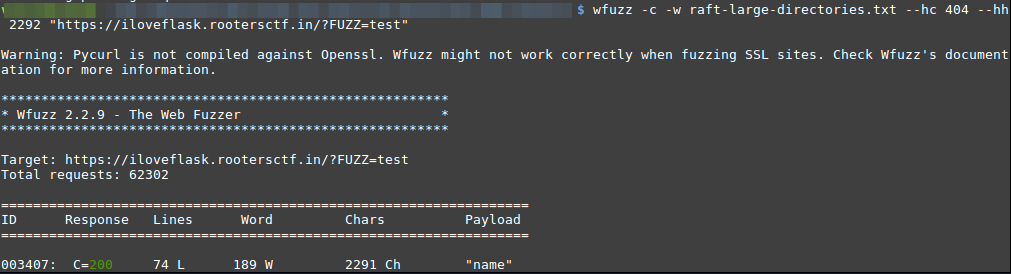 $ wfuzz -c -w raft-large-directories.txt --hc 404 --hh
2292 "https://iloveflask.rootersctf.in/?FUZZ=test"
Warning: Pycurl is not compiled against Openssl. Wfuzz might not work correctly when fuzzing SSL sites. Check Wfuzz's document
ation for more information.
********************************************************
* Wfuzz 2.2.9 - The Web Fuzzer                         *
********************************************************
Target: https://iloveflask.rootersctf.in/?FUZZ=test
Total requests: 62302
==================================================================
ID      Response   Lines      Word         Chars          Payload
==================================================================
003407:  C=200     74 L      189 W         2291 Ch        "name"